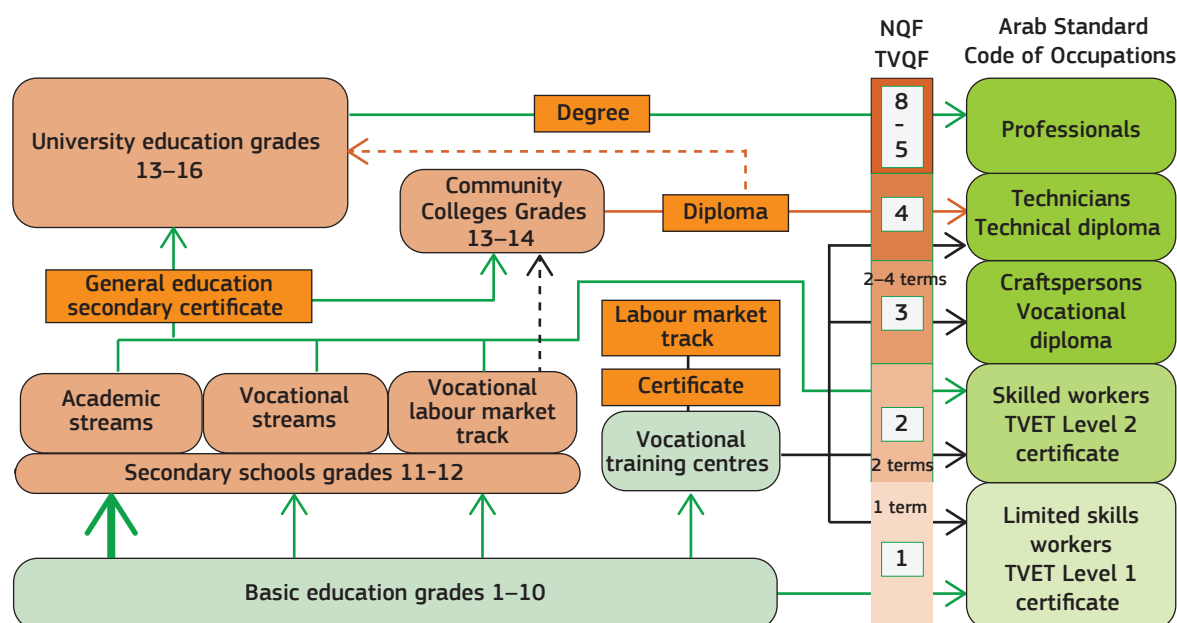 NQF
TVQF
Arab Standard
Code of Occupations
University education grades
13–16
Degree
8
-
5
Professionals
Community
Colleges Grades
13–14
Diploma
4
Technicians
Technical diploma
General education
secondary certificate
2–4 terms
3
Craftspersons
Vocational
diploma
Labour market
track
Certificate
Academic
streams
Vocational
streams
Vocational
labour market
track
Vocational
training centres
2
2 terms
Skilled workers
TVET Level 2
certificate
Secondary schools grades 11-12
1 term
1
Limited skills
workers
TVET Level 1
certificate
Basic education grades 1–10